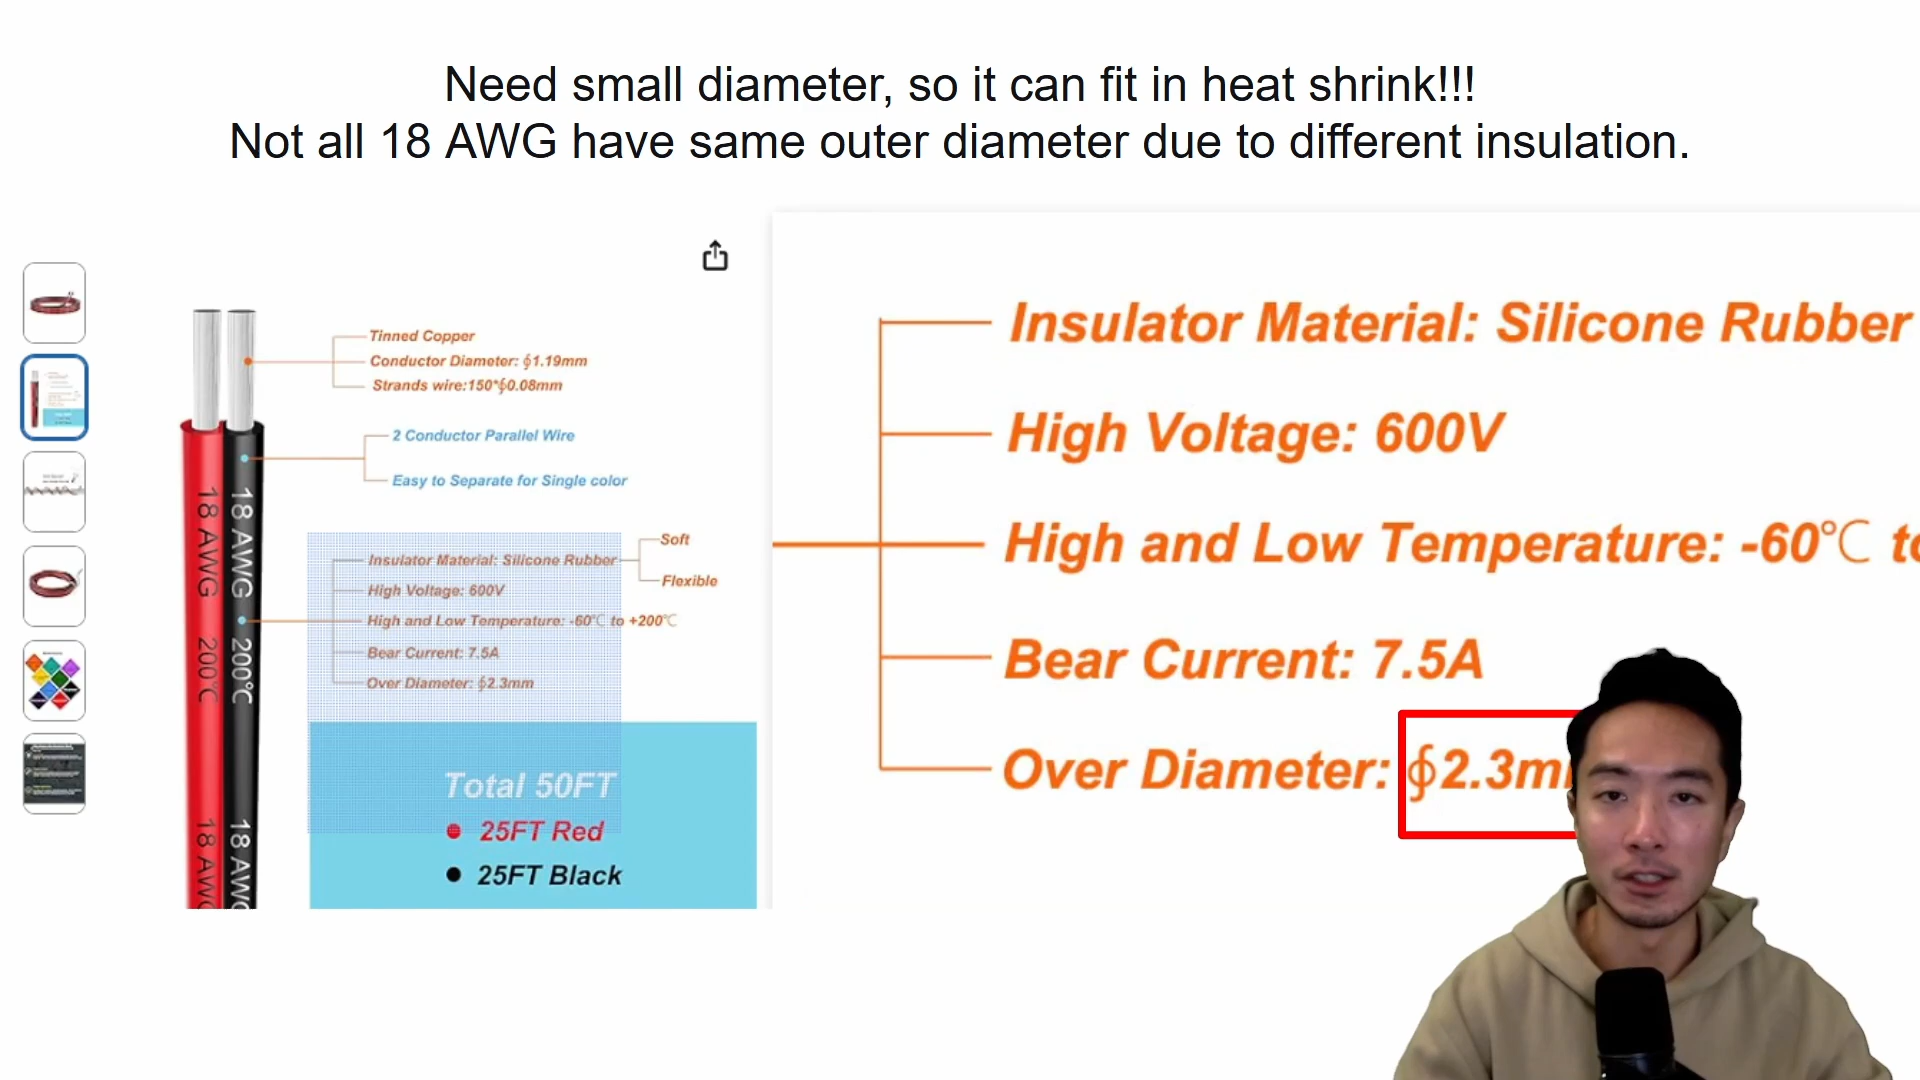 Need small diameter, so it can fit in heat shrink!!!
Not all 18 AWG have same outer diameter due to different insulation.
Tinned Copper
Conductor Diameter: ∮1.19mm
Strands wire:150*∮0.08mm
2 Conductor Parallel Wire
Easy to Separate for Single color
Insulator Material: Silicone Rubber
Soft
Flexible
High Voltage: 600V
High and Low Temperature: -60℃ to +200℃
Bear Current: 7.5A
Over Diameter: ∮2.3mm
Total 50FT
25FT Red
25FT Black
18 AWG 200℃ 18 AWG
18 AWG 200℃ 18 AWG
Insulator Material: Silicone Rubber
High Voltage: 600V
High and Low Temperature: -60℃ to
Bear Current: 7.5A
Over Diameter: ∮2.3m